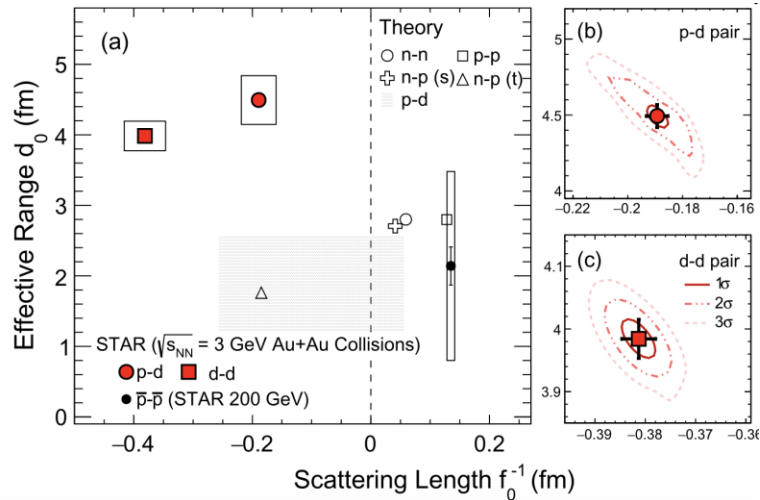 (a)
Theory
n-n p-p
n-p (s) n-p (t)
p-d
STAR (√s_NN = 3 GeV Au+Au Collisions)
p-d d-d
p̅-p̅ (STAR 200 GeV)
Effective Range d₀ (fm)
5
4
3
2
1
0
−0.4 −0.2 0 0.2
Scattering Length f₀⁻¹ (fm)
(b) p-d pair
5
4.5
4
−0.22 −0.2 −0.18 −0.16
(c) d-d pair
1σ
2σ
3σ
4.1
4
3.9
−0.39 −0.38 −0.37 −0.36